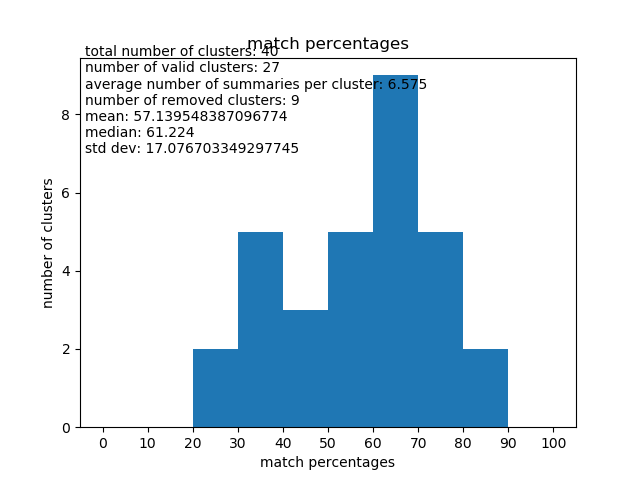 match percentages
total number of clusters: 40
number of valid clusters: 27
average number of summaries per cluster: 6.575
number of removed clusters: 9
mean: 57.139548387096774
median: 61.224
std dev: 17.076703349297745
number of clusters
8
6
4
2
0
0 10 20 30 40 50 60 70 80 90 100
match percentages